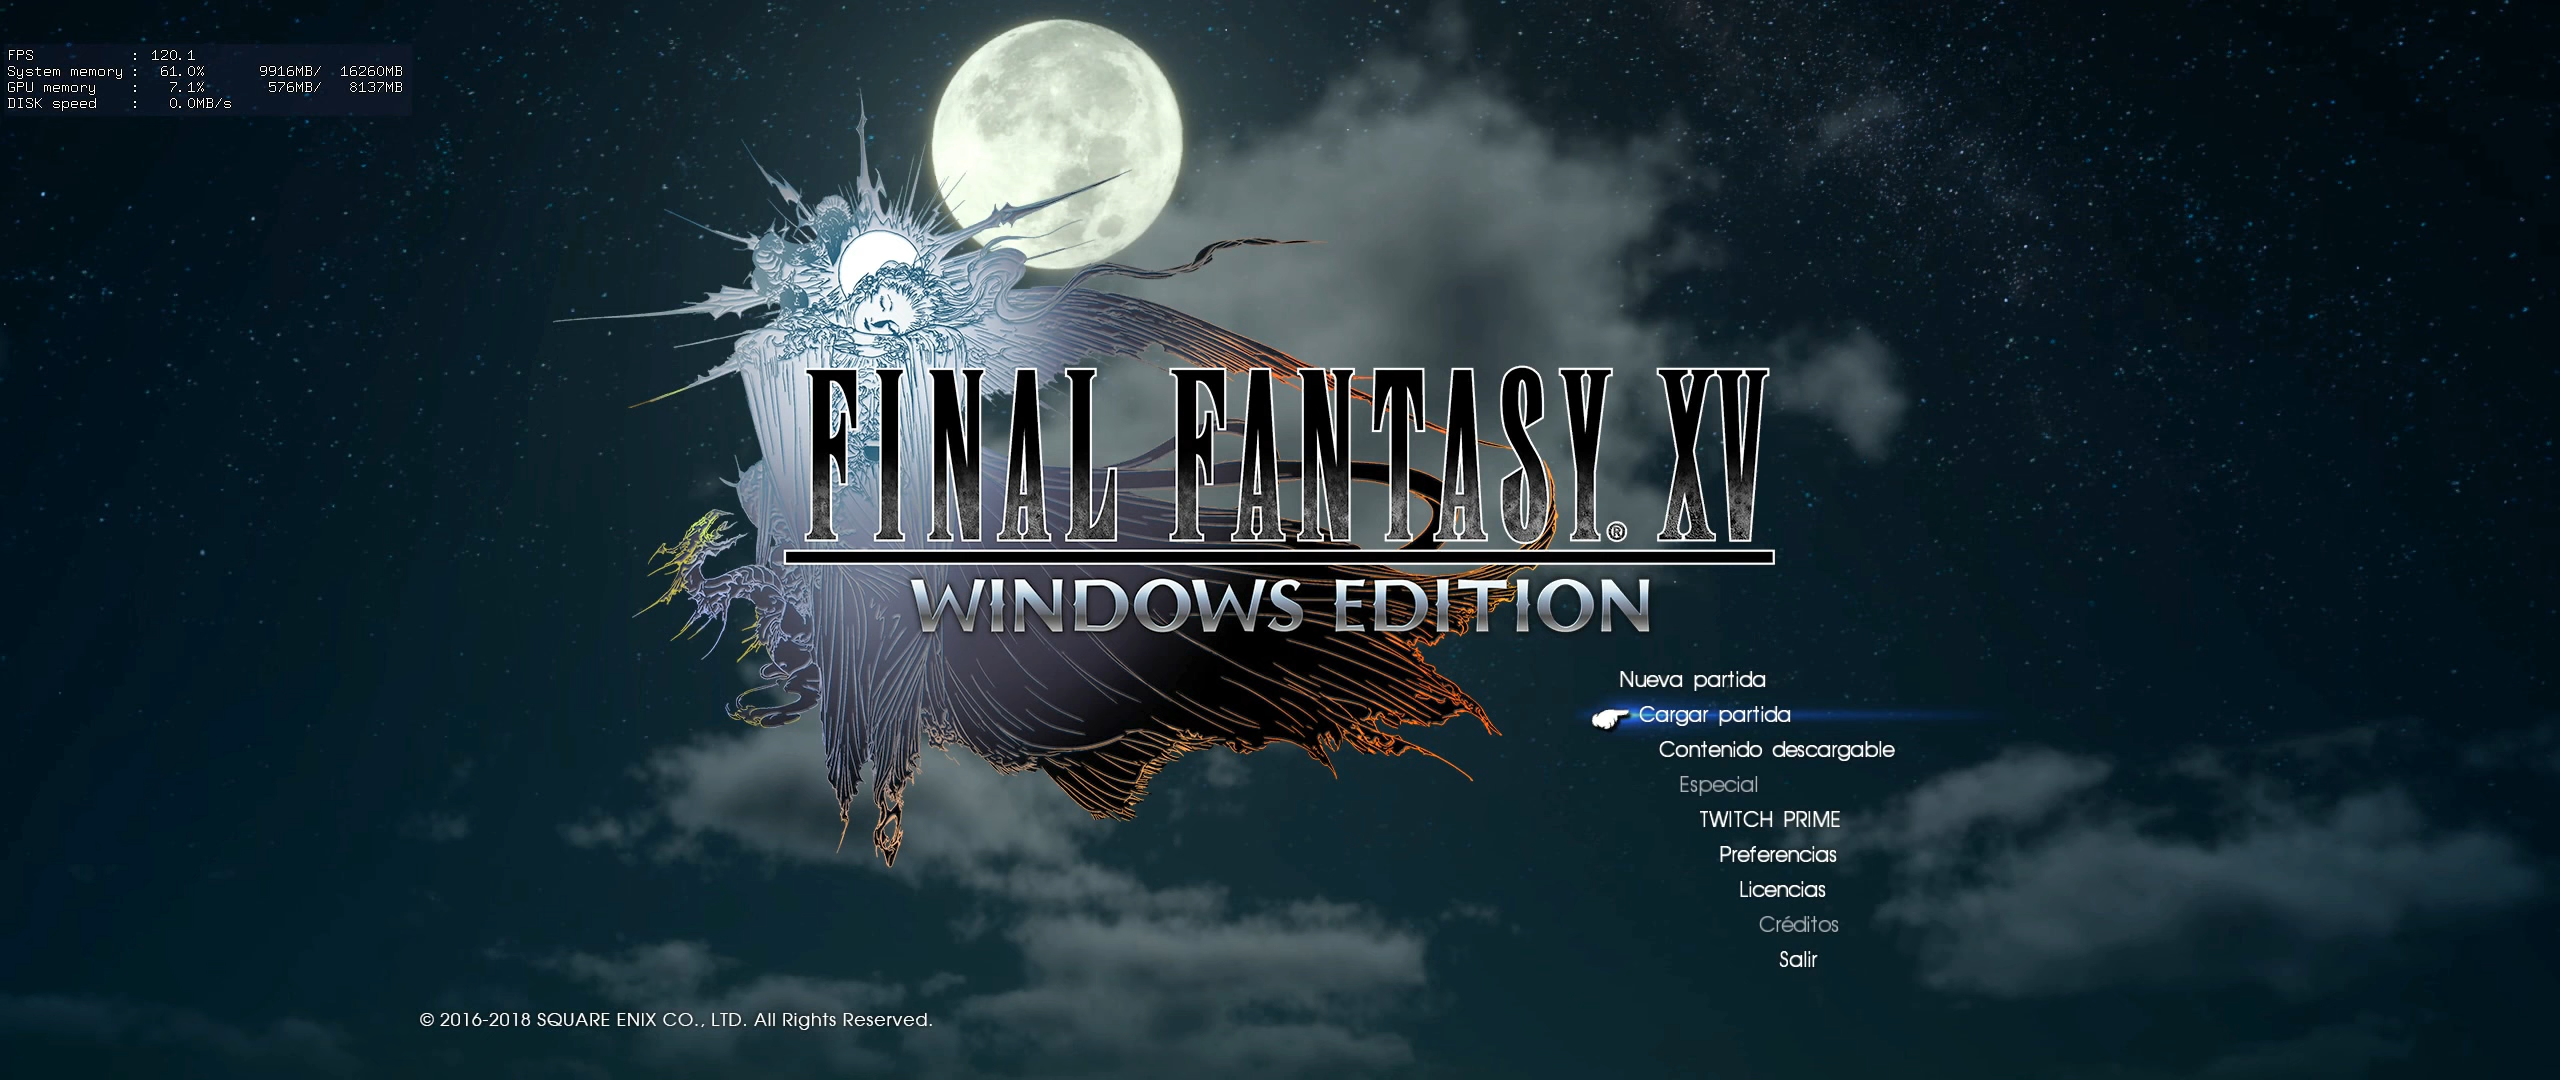 FPS : 120.1
System memory : 61.0% 9916MB/ 16260MB
GPU memory : 7.1% 576MB/ 8137MB
DISK speed : 0.0MB/s
FINAL FANTASY® XV
WINDOWS EDITION
Nueva partida
Cargar partida
Contenido descargable
Especial
TWITCH PRIME
Preferencias
Licencias
Créditos
Salir
© 2016-2018 SQUARE ENIX CO., LTD. All Rights Reserved.